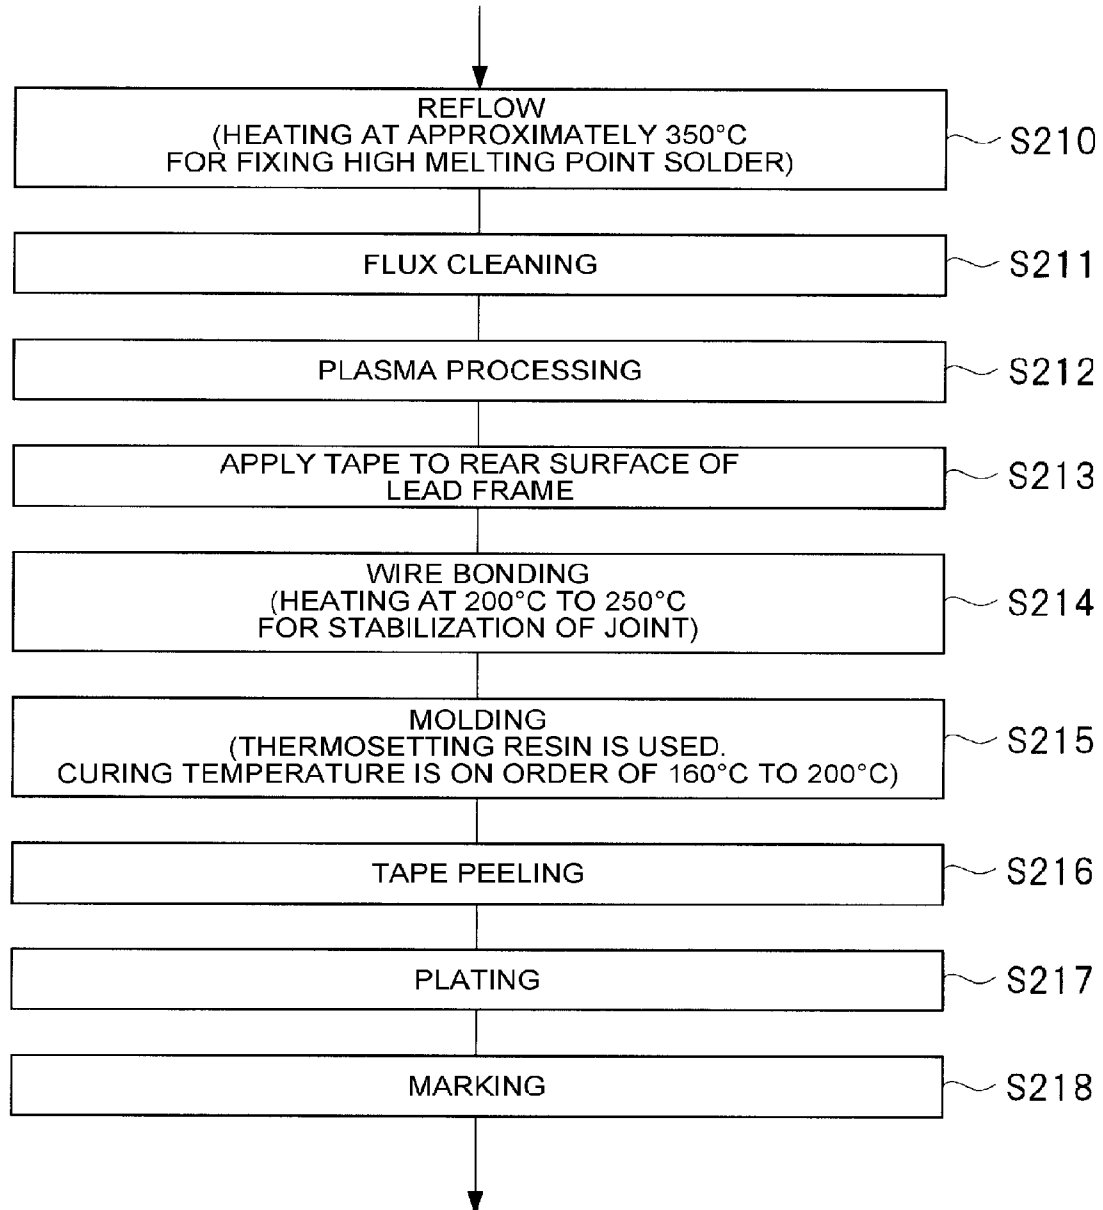 REFLOW
(HEATING AT APPROXIMATELY 350°C
FOR FIXING HIGH MELTING POINT SOLDER)
S210
FLUX CLEANING
S211
PLASMA PROCESSING
S212
APPLY TAPE TO REAR SURFACE OF
LEAD FRAME
S213
WIRE BONDING
(HEATING AT 200°C TO 250°C
FOR STABILIZATION OF JOINT)
S214
MOLDING
(THERMOSETTING RESIN IS USED.
CURING TEMPERATURE IS ON ORDER OF 160°C TO 200°C)
S215
TAPE PEELING
S216
PLATING
S217
MARKING
S218